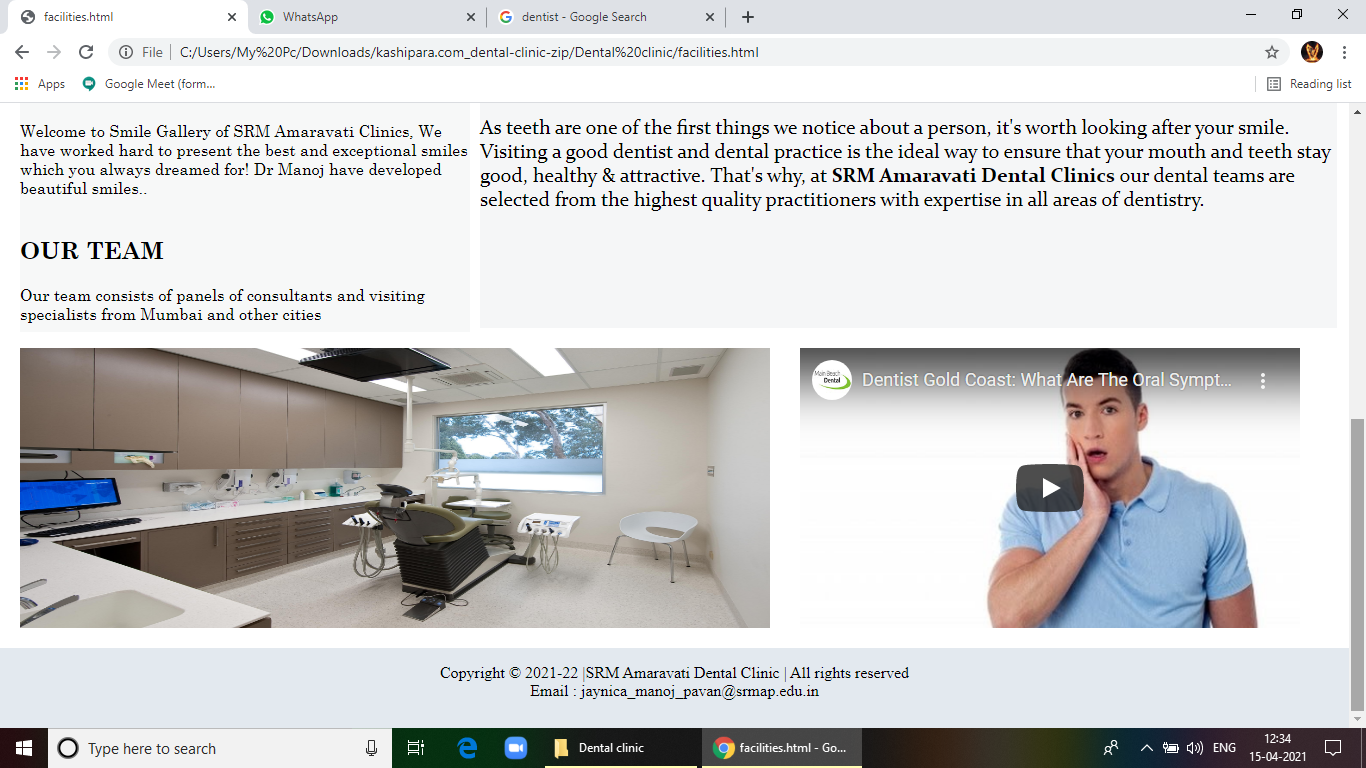 facilities.html
WhatsApp
dentist - Google Search
File
C:/Users/My%20Pc/Downloads/kashipara.com_dental-clinic-zip/Dental%20clinic/facilities.html
Apps
Google Meet (form...
Reading list
Welcome to Smile Gallery of SRM Amaravati Clinics, We
have worked hard to present the best and exceptional smiles
which you always dreamed for! Dr Manoj have developed
beautiful smiles..
OUR TEAM
Our team consists of panels of consultants and visiting
specialists from Mumbai and other cities
As teeth are one of the first things we notice about a person, it's worth looking after your smile.
Visiting a good dentist and dental practice is the ideal way to ensure that your mouth and teeth stay
good, healthy & attractive. That's why, at SRM Amaravati Dental Clinics our dental teams are
selected from the highest quality practitioners with expertise in all areas of dentistry.
Main Beach
Dental
Dentist Gold Coast: What Are The Oral Sympt...
Copyright © 2021-22 |SRM Amaravati Dental Clinic | All rights reserved
Email : jaynica_manoj_pavan@srmap.edu.in
Type here to search
Dental clinic
facilities.html - Go...
ENG
12:34
15-04-2021